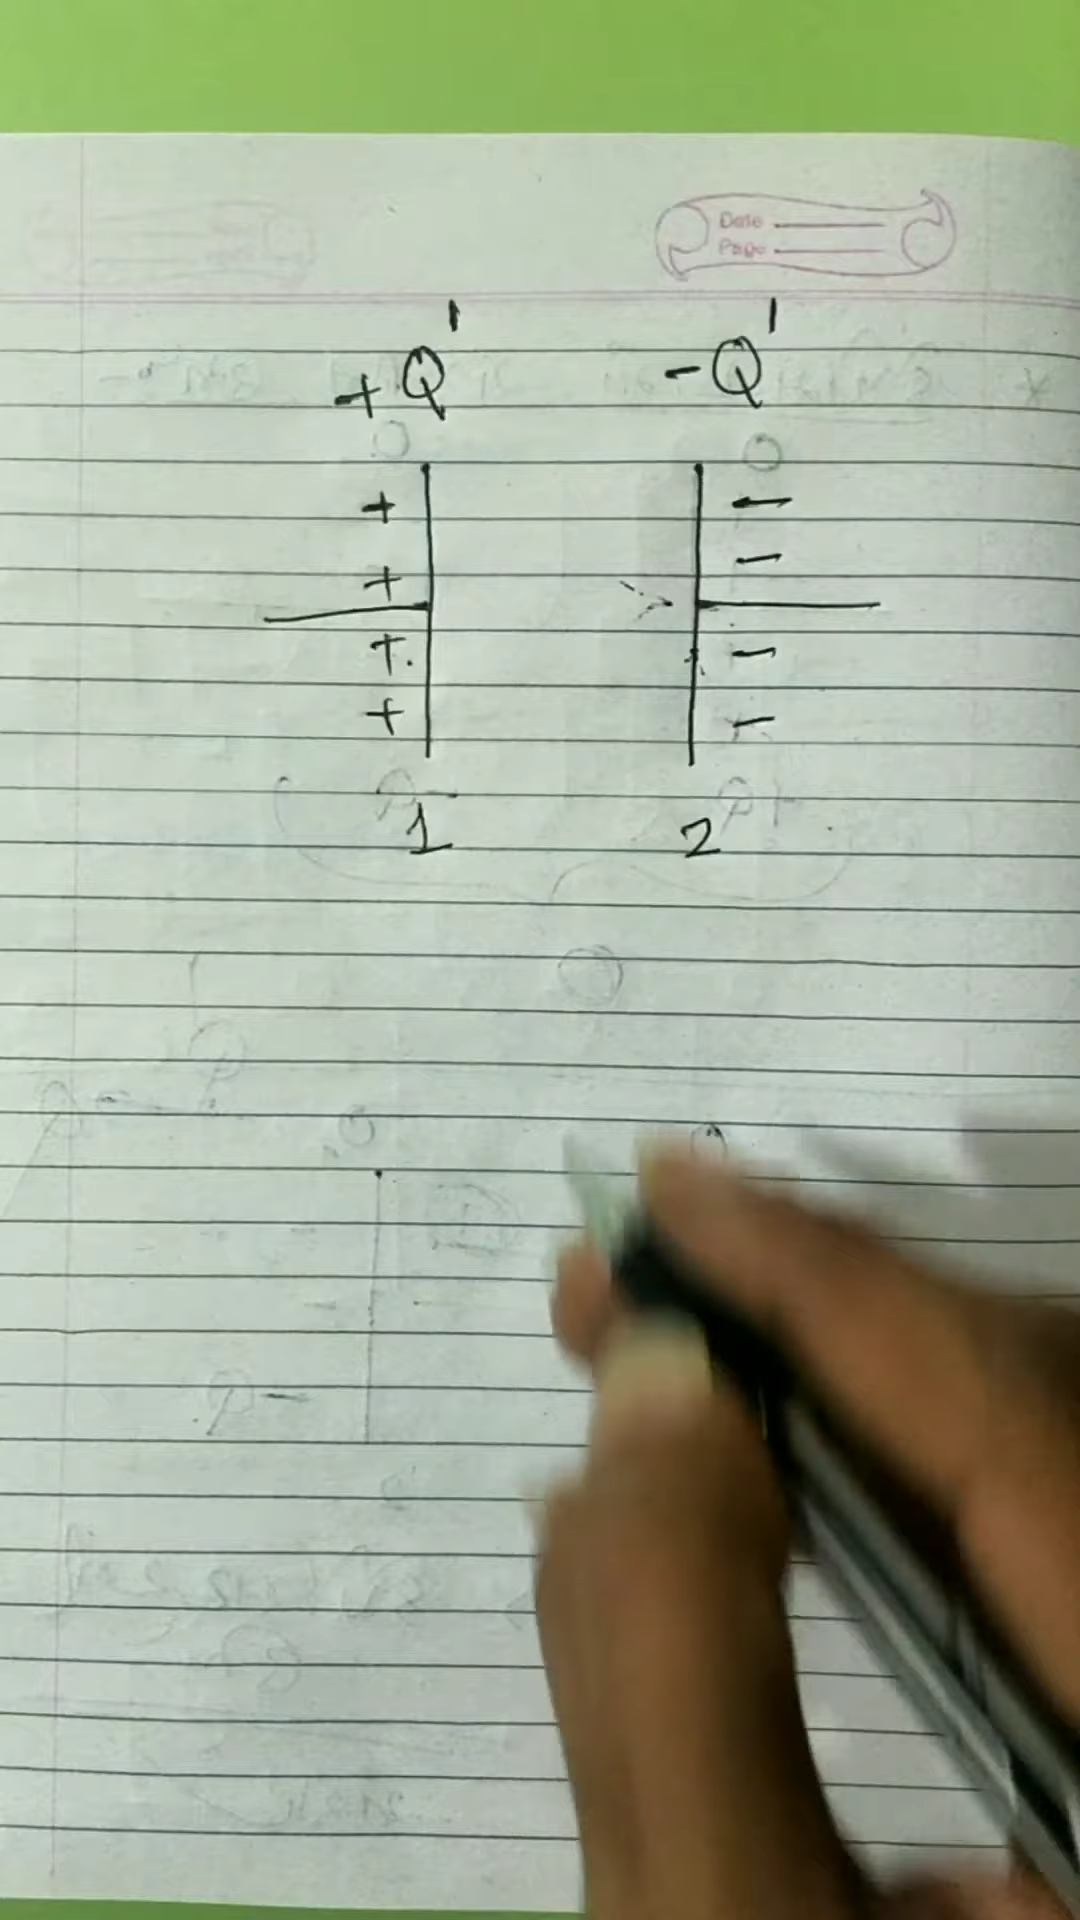 Date
Page
+Q' -Q'
+ -
+ -
+ -
+ -
1 2